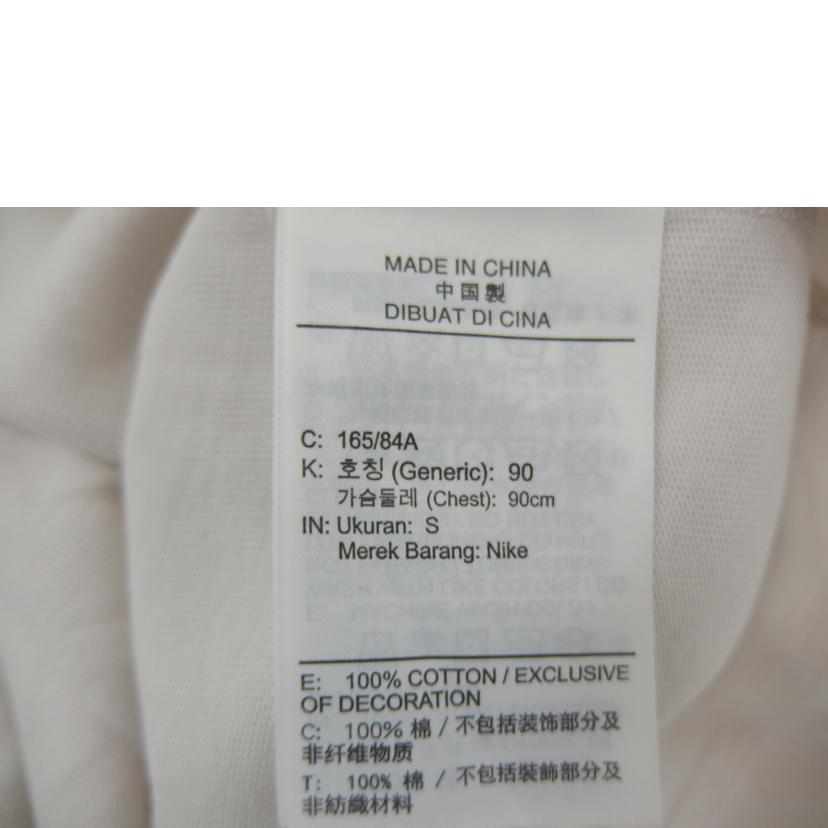 MADE IN CHINA
中国製
DIBUAT DI CINA
C: 165/84A
K: 호칭 (Generic): 90
가슴둘레 (Chest): 90cm
IN: Ukuran: S
Merek Barang: Nike
E: 100% COTTON / EXCLUSIVE
OF DECORATION
C: 100% 棉 / 不包括装饰部分及
非纤维物质
T: 100% 棉 / 不包括裝飾部分及
非紡織材料